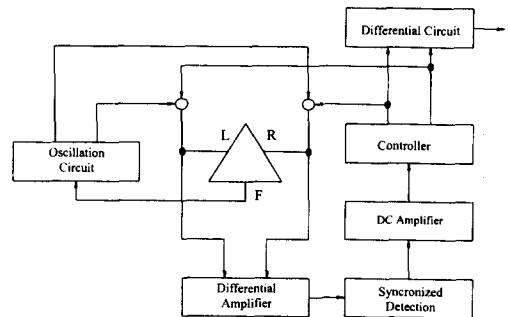 Differential Circuit
L
R
Oscillation
Circuit
Controller
F
DC Amplifier
Differential
Amplifier
Syncronized
Detection